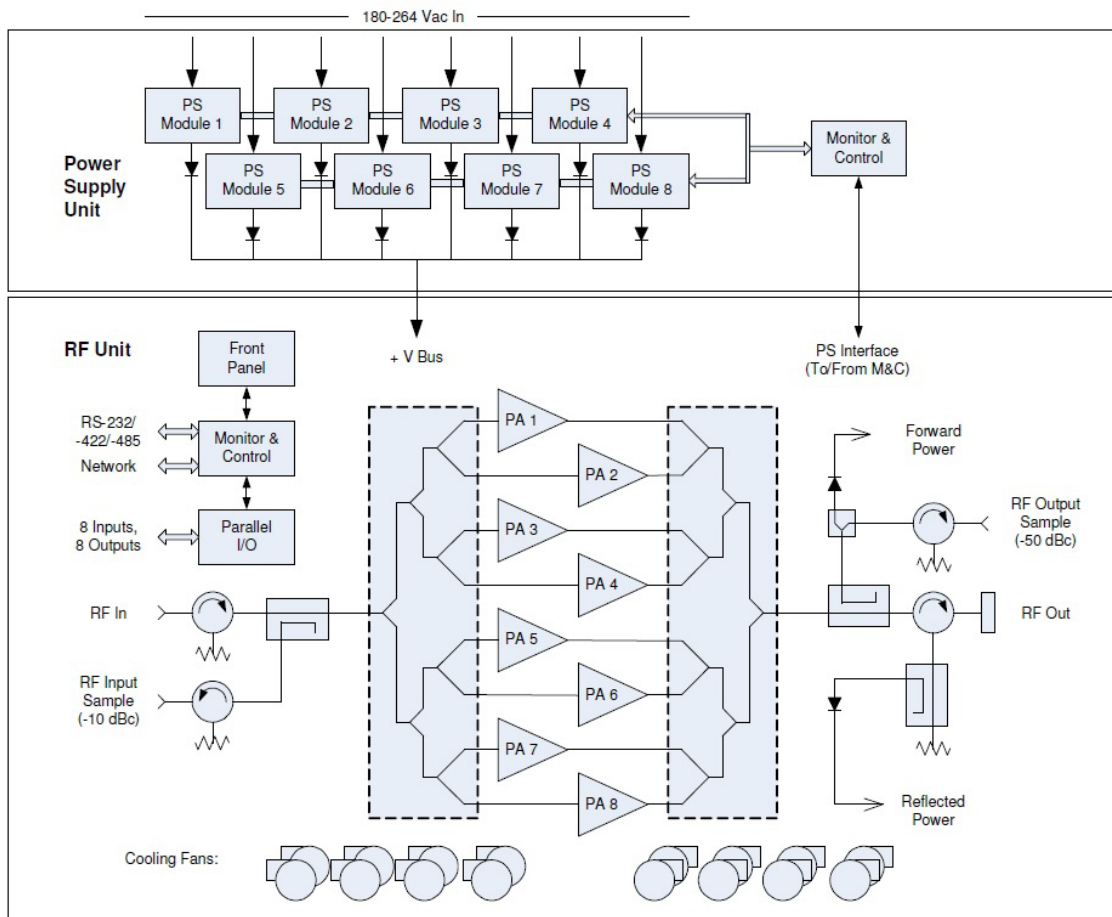 180-264 Vac In
PS
Module 1
PS
Module 2
PS
Module 3
PS
Module 4
Monitor &
Control
Power
Supply
Unit
PS
Module 5
PS
Module 6
PS
Module 7
PS
Module 8
RF Unit
Front
Panel
+ V Bus
PS Interface
(To/From M&C)
RS-232/
-422/-485
Network
Monitor &
Control
8 Inputs,
8 Outputs
Parallel
I/O
PA 1
PA 2
PA 3
PA 4
PA 5
PA 6
PA 7
PA 8
Forward
Power
RF Output
Sample
(-50 dBc)
RF In
RF Out
RF Input
Sample
(-10 dBc)
Reflected
Power
Cooling Fans: